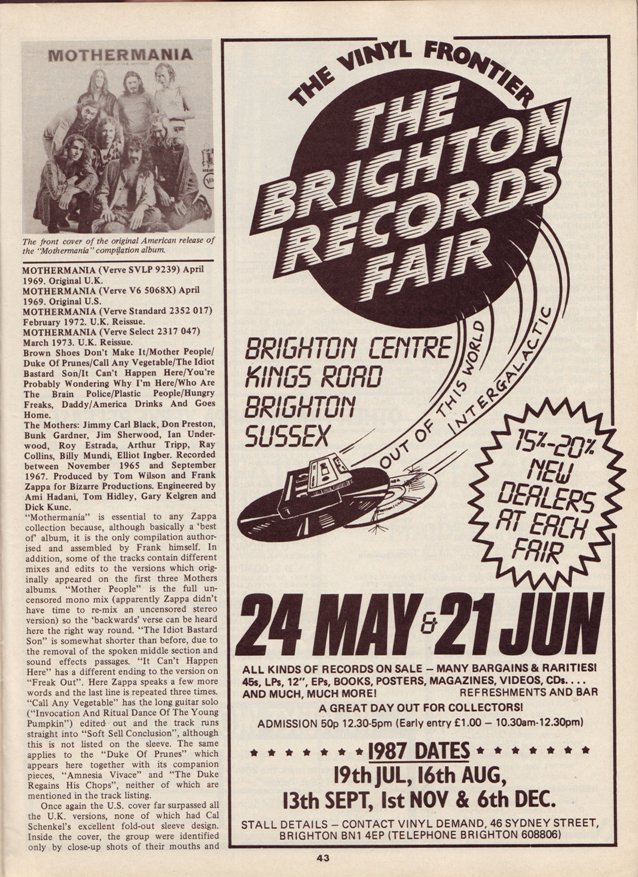 MOTHERMANIA
The front cover of the original American release of
the "Mothermania" compilation album.
MOTHERMANIA (Verve SVLP 9239) April
1969. Original U.K.
MOTHERMANIA (Verve V6 5068X) April
1969. Original U.S.
MOTHERMANIA (Verve Standard 2352 017)
February 1972. U.K. Reissue.
MOTHERMANIA (Verve Select 2317 047)
March 1973. U.K. Reissue.
Brown Shoes Don't Make It/Mother People/
Duke Of Prunes/Call Any Vegetable/The Idiot
Bastard Son/It Can't Happen Here/You're
Probably Wondering Why I'm Here/Who Are
The Brain Police/Plastic People/Hungry
Freaks, Daddy/America Drinks And Goes
Home.
The Mothers: Jimmy Carl Black, Don Preston,
Bunk Gardner, Jim Sherwood, Ian Under-
wood, Roy Estrada, Arthur Tripp, Ray
Collins, Billy Mundi, Elliot Ingber. Recorded
between November 1965 and September
1967. Produced by Tom Wilson and Frank
Zappa for Bizarre Productions. Engineered by
Ami Hadani, Tom Hidley, Gary Kelgren and
Dick Kunc.
"Mothermania" is essential to any Zappa
collection because, although basically a 'best
of' album, it is the only compilation author-
ised and assembled by Frank himself. In
addition, some of the tracks contain different
mixes and edits to the versions which orig-
inally appeared on the first three Mothers
albums. "Mother People" is the full un-
censored mono mix (apparently Zappa didn't
have time to re-mix an uncensored stereo
version) so the 'backwards' verse can be heard
here the right way round. "The Idiot Bastard
Son" is somewhat shorter than before, due to
the removal of the spoken middle section and
sound effects passages. "It Can't Happen
Here" has a different ending to the version on
"Freak Out". Here Zappa speaks a few more
words and the last line is repeated three times.
"Call Any Vegetable" has the long guitar solo
("Invocation And Ritual Dance Of The Young
Pumpkin") edited out and the track runs
straight into "Soft Sell Conclusion", although
this is not listed on the sleeve. The same
applies to the "Duke Of Prunes" which
appears here together with its companion
pieces, "Amnesia Vivace" and "The Duke
Regains His Chops", neither of which are
mentioned in the track listing.
Once again the U.S. cover far surpassed all
the U.K. versions, none of which had Cal
Schenkel's excellent fold-out sleeve design.
Inside the cover, the group were identified
only by close-up shots of their mouths and
THE VINYL FRONTIER
THE
BRIGHTON
RECORDS
FAIR
BRIGHTON CENTRE
KINGS ROAD
BRIGHTON
SUSSEX
OUT OF THIS WORLD
INTERGALACTIC
15%-20%
NEW
DEALERS
AT EACH
FAIR
24 MAY & 21 JUN
ALL KINDS OF RECORDS ON SALE – MANY BARGAINS & RARITIES!
45s, LPs, 12", EPs, BOOKS, POSTERS, MAGAZINES, VIDEOS, CDs. . . .
AND MUCH, MUCH MORE! REFRESHMENTS AND BAR
A GREAT DAY OUT FOR COLLECTORS!
ADMISSION 50p 12.30-5pm (Early entry £1.00 – 10.30am-12.30pm)
★ ★ ★ ★ ★ ★ ★ 1987 DATES ★ ★ ★ ★ ★ ★ ★
19th JUL, 16th AUG,
13th SEPT, 1st NOV & 6th DEC.
STALL DETAILS – CONTACT VINYL DEMAND, 46 SYDNEY STREET,
BRIGHTON BN1 4EP (TELEPHONE BRIGHTON 608806)
43